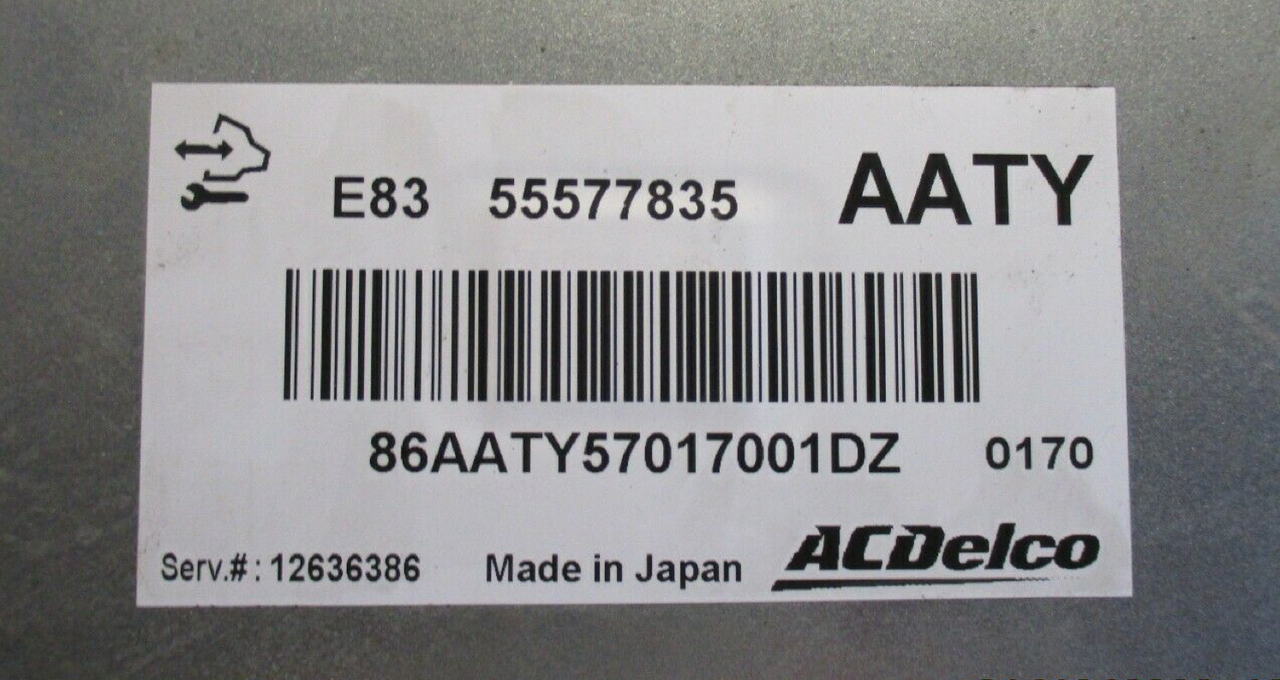 E83 55577835 AATY
86AATY57017001DZ 0170
Serv.#: 12636386 Made in Japan ACDelco